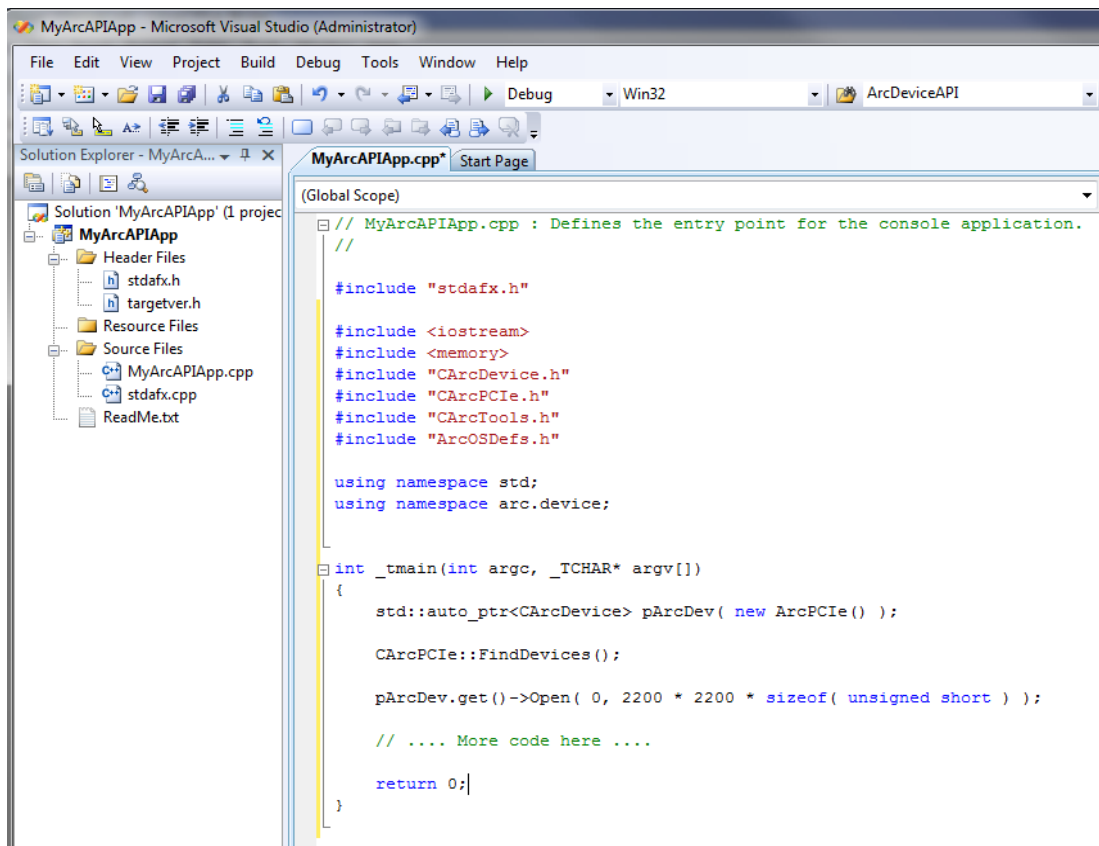 MyArcAPIApp - Microsoft Visual Studio (Administrator)
File Edit View Project Build Debug Tools Window Help
Debug Win32 ArcDeviceAPI
Solution Explorer - MyArcA...
MyArcAPIApp.cpp* Start Page
(Global Scope)
Solution 'MyArcAPIApp' (1 projec
MyArcAPIApp
Header Files
stdafx.h
targetver.h
Resource Files
Source Files
MyArcAPIApp.cpp
stdafx.cpp
ReadMe.txt
// MyArcAPIApp.cpp : Defines the entry point for the console application.
//
#include "stdafx.h"
#include <iostream>
#include <memory>
#include "CArcDevice.h"
#include "CArcPCIe.h"
#include "CArcTools.h"
#include "ArcOSDefs.h"
using namespace std;
using namespace arc.device;
int _tmain(int argc, _TCHAR* argv[])
{
std::auto_ptr<CArcDevice> pArcDev( new ArcPCIe() );
CArcPCIe::FindDevices();
pArcDev.get()->Open( 0, 2200 * 2200 * sizeof( unsigned short ) );
// .... More code here ....
return 0;
}